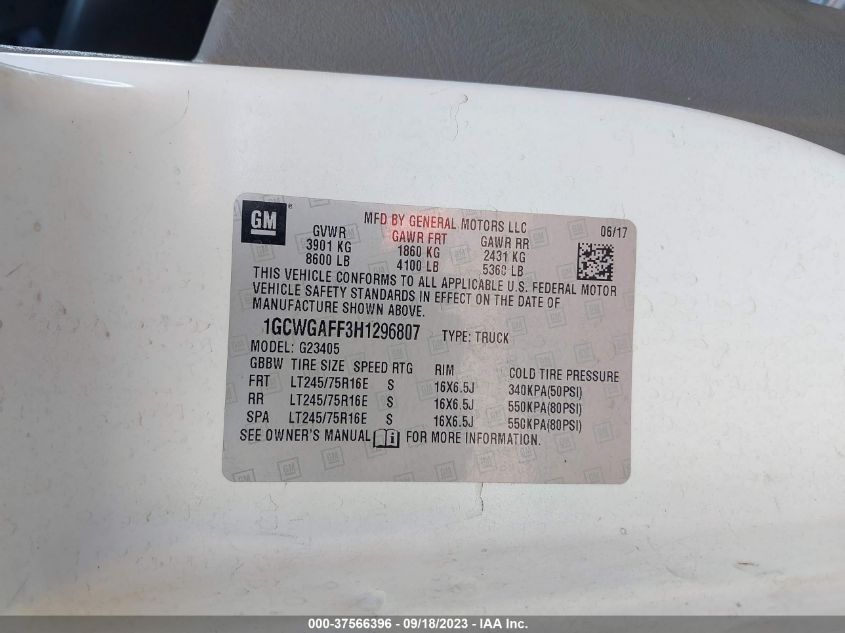 GM ®
MFD BY GENERAL MOTORS LLC 06/17
GVWR GAWR FRT GAWR RR
3901 KG 1860 KG 2431 KG
8600 LB 4100 LB 5360 LB
THIS VEHICLE CONFORMS TO ALL APPLICABLE U.S. FEDERAL MOTOR
VEHICLE SAFETY STANDARDS IN EFFECT ON THE DATE OF
MANUFACTURE SHOWN ABOVE.
1GCWGAFF3H1296807 TYPE: TRUCK
MODEL: G23405
GBBW TIRE SIZE SPEED RTG RIM COLD TIRE PRESSURE
FRT LT245/75R16E S 16X6.5J 340KPA(50PSI)
RR LT245/75R16E S 16X6.5J 550KPA(80PSI)
SPA LT245/75R16E S 16X6.5J 550KPA(80PSI)
SEE OWNER'S MANUAL FOR MORE INFORMATION.
000-37566396 - 09/18/2023 - IAA Inc.